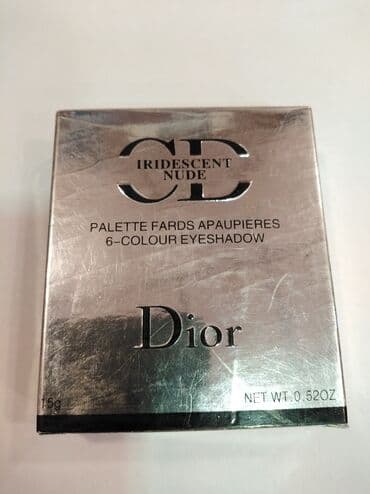 CD
IRIDESCENT
NUDE
PALETTE FARDS APAUPIERES
6-COLOUR EYESHADOW
Dior
15g NET WT.0.52OZ